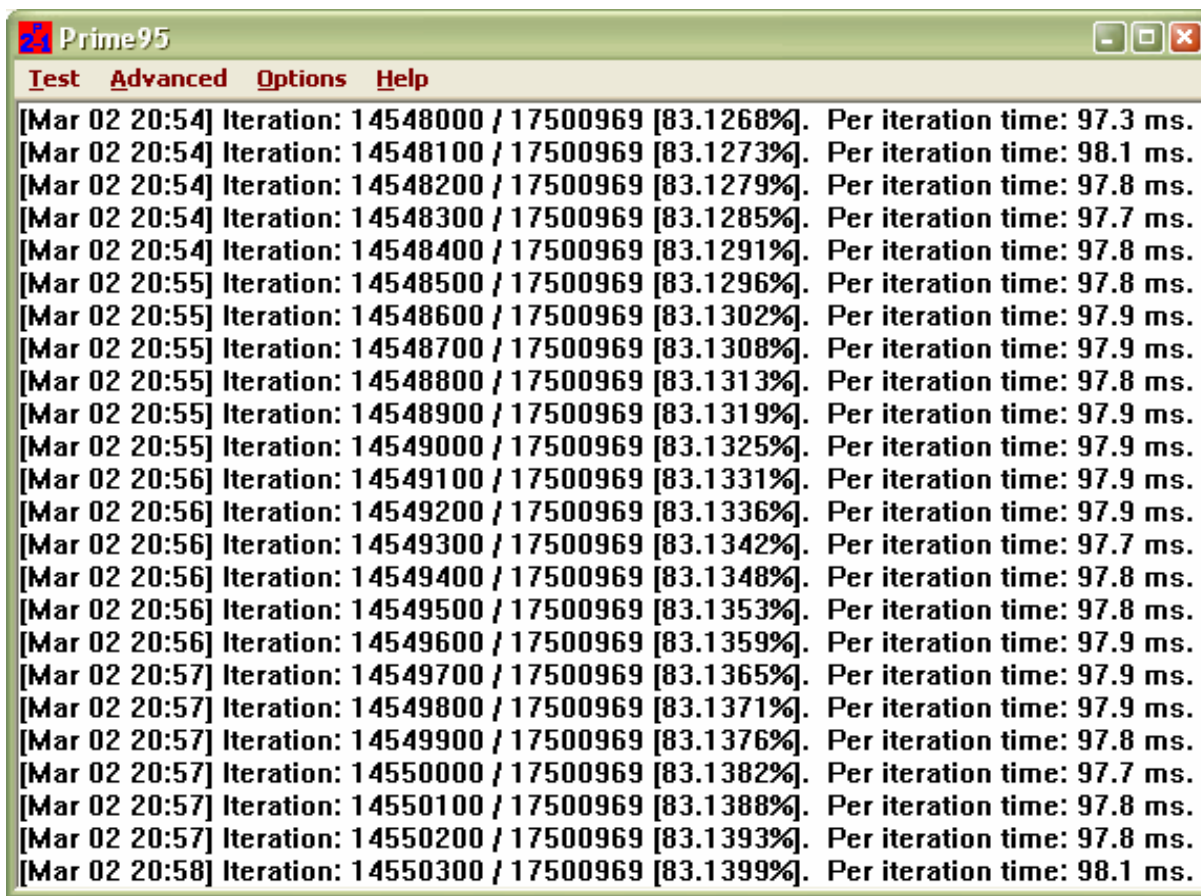 P
2-1 Prime95
Test Advanced Options Help
[Mar 02 20:54] Iteration: 14548000 / 17500969 [83.1268%]. Per iteration time: 97.3 ms.
[Mar 02 20:54] Iteration: 14548100 / 17500969 [83.1273%]. Per iteration time: 98.1 ms.
[Mar 02 20:54] Iteration: 14548200 / 17500969 [83.1279%]. Per iteration time: 97.8 ms.
[Mar 02 20:54] Iteration: 14548300 / 17500969 [83.1285%]. Per iteration time: 97.7 ms.
[Mar 02 20:54] Iteration: 14548400 / 17500969 [83.1291%]. Per iteration time: 97.8 ms.
[Mar 02 20:55] Iteration: 14548500 / 17500969 [83.1296%]. Per iteration time: 97.8 ms.
[Mar 02 20:55] Iteration: 14548600 / 17500969 [83.1302%]. Per iteration time: 97.9 ms.
[Mar 02 20:55] Iteration: 14548700 / 17500969 [83.1308%]. Per iteration time: 97.9 ms.
[Mar 02 20:55] Iteration: 14548800 / 17500969 [83.1313%]. Per iteration time: 97.8 ms.
[Mar 02 20:55] Iteration: 14548900 / 17500969 [83.1319%]. Per iteration time: 97.9 ms.
[Mar 02 20:55] Iteration: 14549000 / 17500969 [83.1325%]. Per iteration time: 97.9 ms.
[Mar 02 20:56] Iteration: 14549100 / 17500969 [83.1331%]. Per iteration time: 97.9 ms.
[Mar 02 20:56] Iteration: 14549200 / 17500969 [83.1336%]. Per iteration time: 97.9 ms.
[Mar 02 20:56] Iteration: 14549300 / 17500969 [83.1342%]. Per iteration time: 97.7 ms.
[Mar 02 20:56] Iteration: 14549400 / 17500969 [83.1348%]. Per iteration time: 97.8 ms.
[Mar 02 20:56] Iteration: 14549500 / 17500969 [83.1353%]. Per iteration time: 97.8 ms.
[Mar 02 20:56] Iteration: 14549600 / 17500969 [83.1359%]. Per iteration time: 97.9 ms.
[Mar 02 20:57] Iteration: 14549700 / 17500969 [83.1365%]. Per iteration time: 97.9 ms.
[Mar 02 20:57] Iteration: 14549800 / 17500969 [83.1371%]. Per iteration time: 97.9 ms.
[Mar 02 20:57] Iteration: 14549900 / 17500969 [83.1376%]. Per iteration time: 97.8 ms.
[Mar 02 20:57] Iteration: 14550000 / 17500969 [83.1382%]. Per iteration time: 97.7 ms.
[Mar 02 20:57] Iteration: 14550100 / 17500969 [83.1388%]. Per iteration time: 97.8 ms.
[Mar 02 20:57] Iteration: 14550200 / 17500969 [83.1393%]. Per iteration time: 97.8 ms.
[Mar 02 20:58] Iteration: 14550300 / 17500969 [83.1399%]. Per iteration time: 98.1 ms.